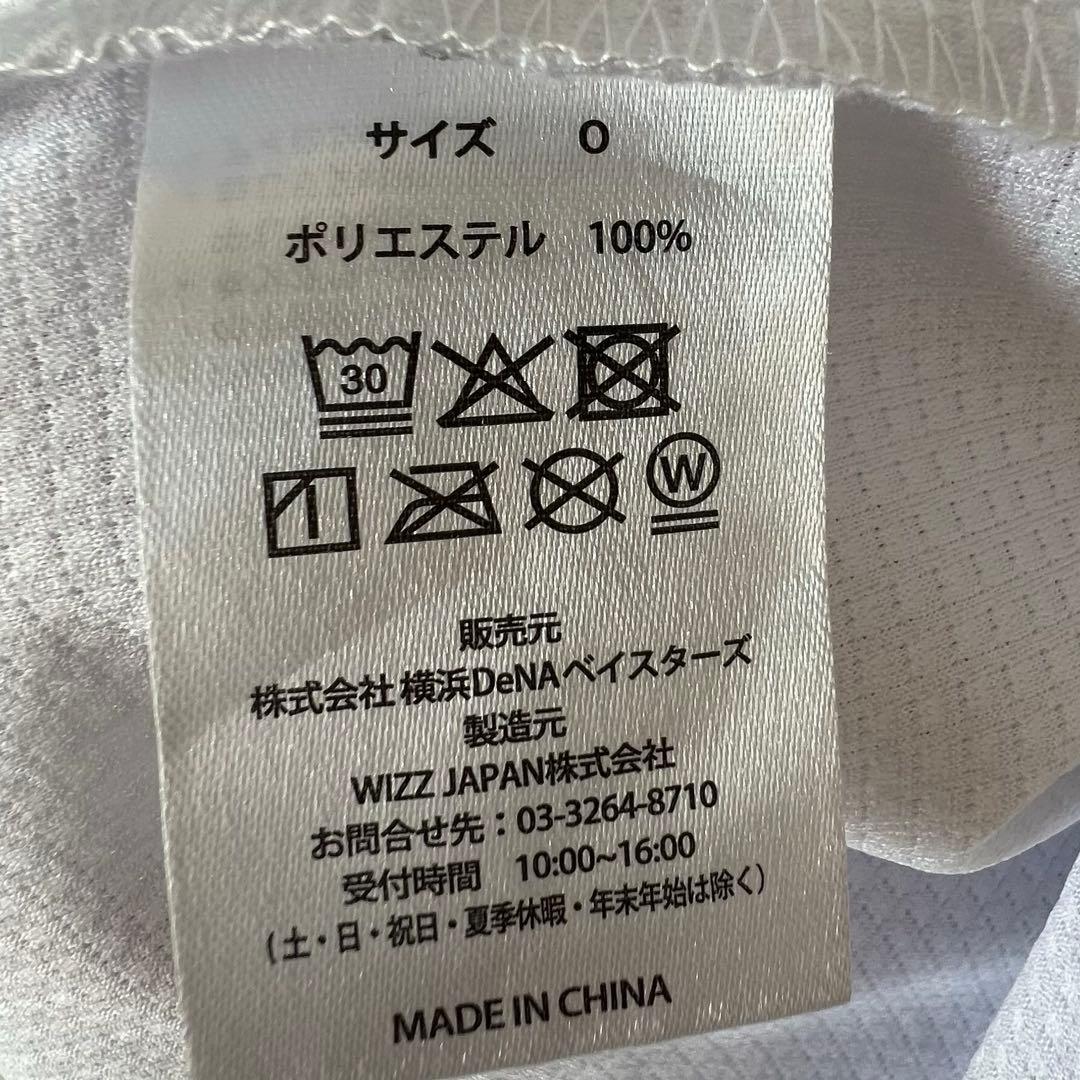 サイズ O
ポリエステル 100%
30
W
販売元
株式会社 横浜DeNAベイスターズ
製造元
WIZZ JAPAN株式会社
お問合せ先：03-3264-8710
受付時間 10:00~16:00
(土・日・祝日・夏季休暇・年末年始は除く)
MADE IN CHINA